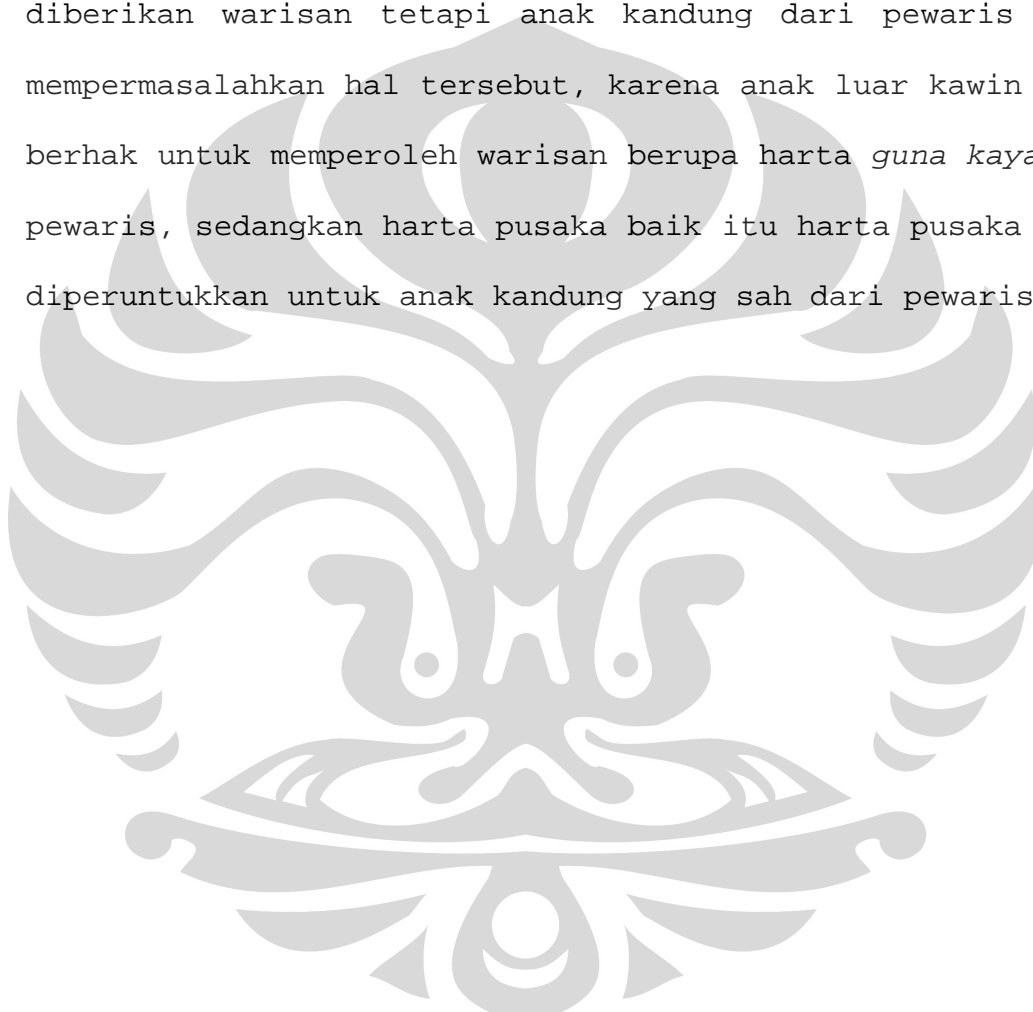 diberikan warisan tetapi anak kandung dari pewaris
mempermasalahkan hal tersebut, karena anak luar kawin
berhak untuk memperoleh warisan berupa harta guna kaya
pewaris, sedangkan harta pusaka baik itu harta pusaka
diperuntukkan untuk anak kandung yang sah dari pewaris